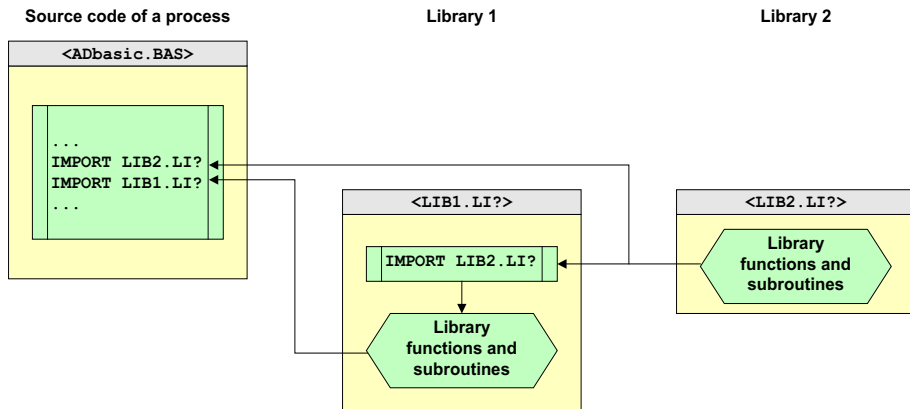 Source code of a process
Library 1
Library 2
<ADbasic.BAS>
...
IMPORT LIB2.LI?
IMPORT LIB1.LI?
...
<LIB1.LI?>
IMPORT LIB2.LI?
Library
functions and
subroutines
<LIB2.LI?>
Library
functions and
subroutines